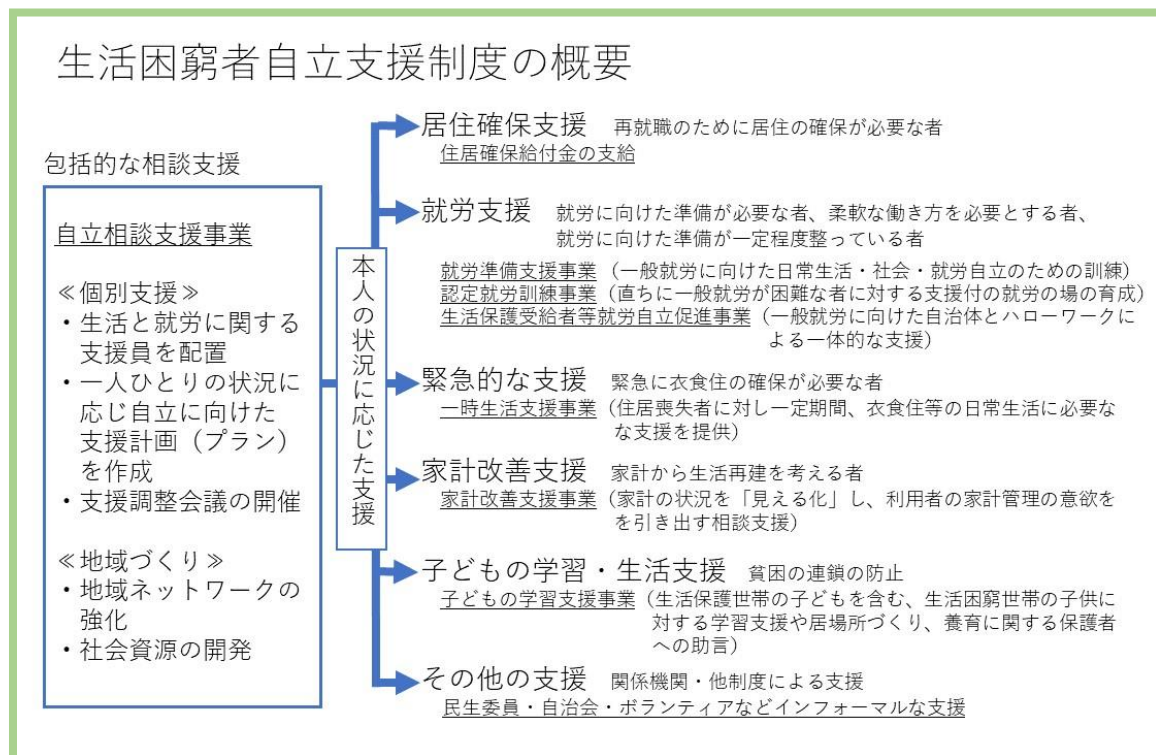 生活困窮者自立支援制度の概要
包括的な相談支援
自立相談支援事業
≪個別支援≫
・生活と就労に関する
支援員を配置
・一人ひとりの状況に
応じ自立に向けた
支援計画（プラン）
を作成
・支援調整会議の開催
≪地域づくり≫
・地域ネットワークの
強化
・社会資源の開発
本人の状況に応じた支援
居住確保支援 再就職のために居住の確保が必要な者
住居確保給付金の支給
就労支援 就労に向けた準備が必要な者、柔軟な働き方を必要とする者、
就労に向けた準備が一定程度整っている者
就労準備支援事業（一般就労に向けた日常生活・社会・就労自立のための訓練）
認定就労訓練事業（直ちに一般就労が困難な者に対する支援付の就労の場の育成）
生活保護受給者等就労自立促進事業（一般就労に向けた自治体とハローワークに
よる一体的な支援）
緊急的な支援 緊急に衣食住の確保が必要な者
一時生活支援事業（住居喪失者に対し一定期間、衣食住等の日常生活に必要な
な支援を提供）
家計改善支援 家計から生活再建を考える者
家計改善支援事業（家計の状況を「見える化」し、利用者の家計管理の意欲を
を引き出す相談支援）
子どもの学習・生活支援 貧困の連鎖の防止
子どもの学習支援事業（生活保護世帯の子どもを含む、生活困窮世帯の子供に
対する学習支援や居場所づくり、養育に関する保護者
への助言）
その他の支援 関係機関・他制度による支援
民生委員・自治会・ボランティアなどインフォーマルな支援